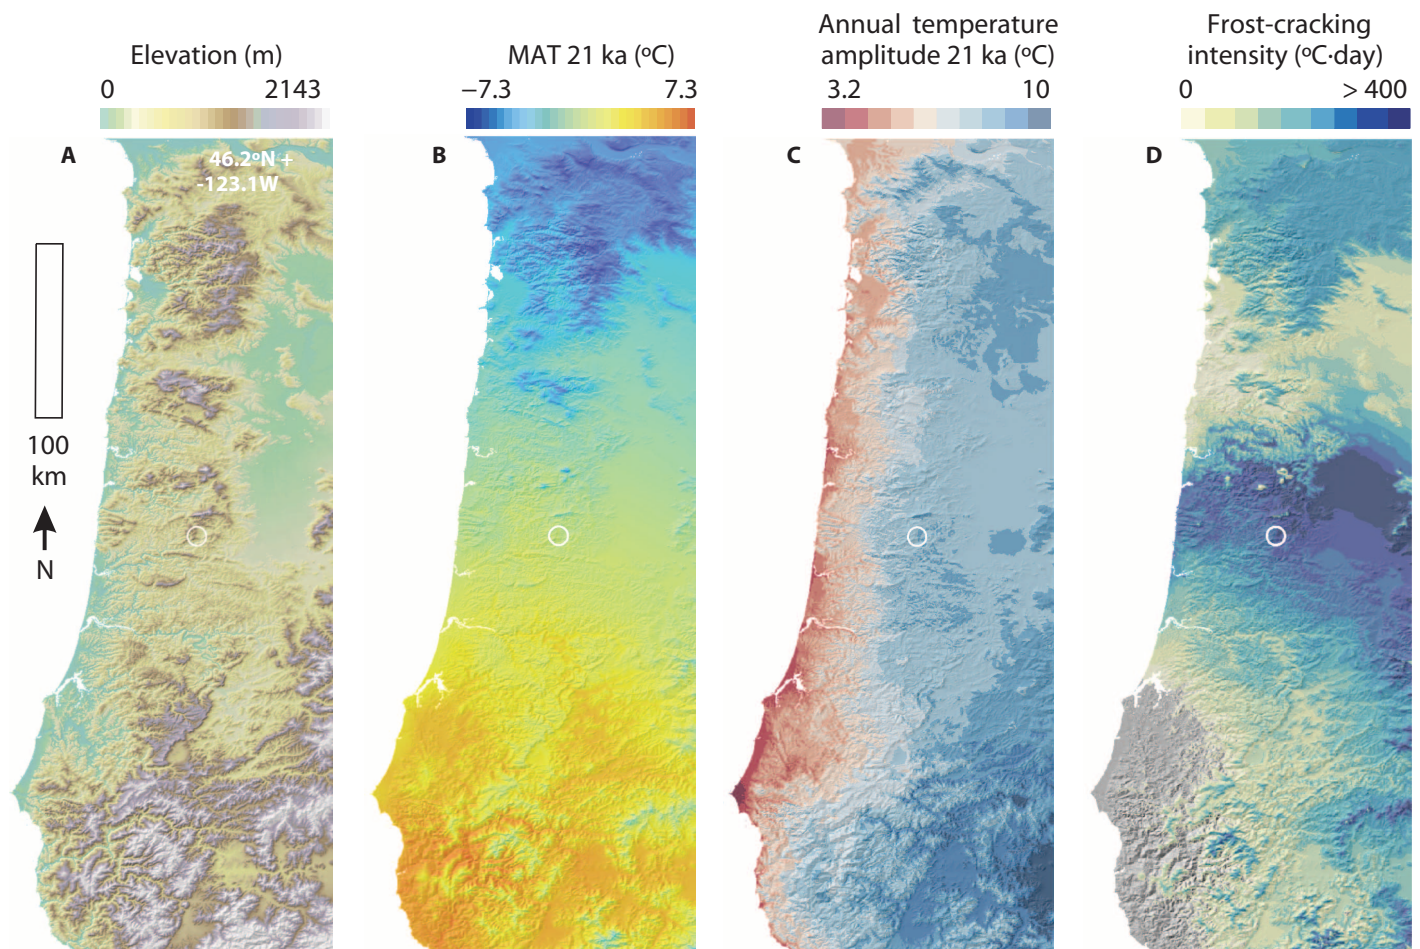 Elevation (m)
0 2143
MAT 21 ka (ºC)
−7.3 7.3
Annual temperature
amplitude 21 ka (ºC)
3.2 10
Frost-cracking
intensity (ºC·day)
0 > 400
A
46.2ºN +
-123.1W
100
km
N
B
C
D